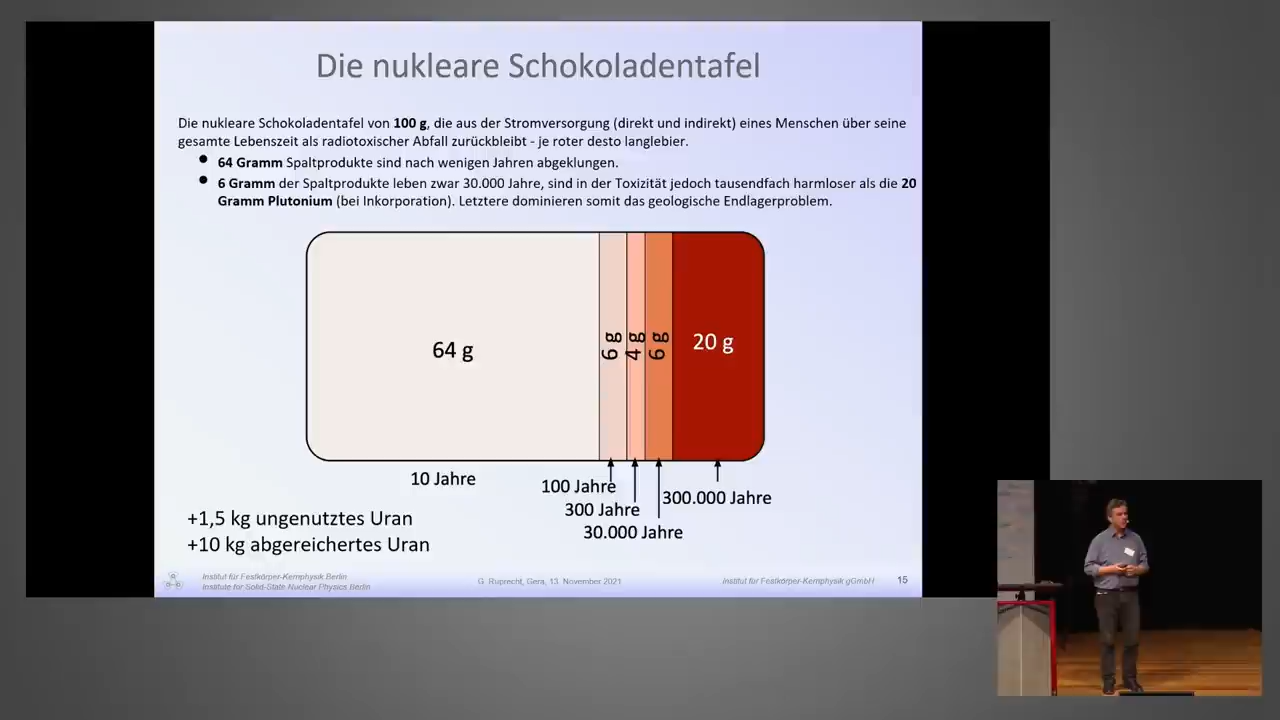 Die nukleare Schokoladentafel
Die nukleare Schokoladentafel von 100 g, die aus der Stromversorgung (direkt und indirekt) eines Menschen über seine
gesamte Lebenszeit als radiotoxischer Abfall zurückbleibt - je roter desto langlebier.
64 Gramm Spaltprodukte sind nach wenigen Jahren abgeklungen.
6 Gramm der Spaltprodukte leben zwar 30.000 Jahre, sind in der Toxizität jedoch tausendfach harmloser als die 20
Gramm Plutonium (bei Inkorporation). Letztere dominieren somit das geologische Endlagerproblem.
64 g
6 g
4 g
6 g
20 g
10 Jahre
100 Jahre
300 Jahre
30.000 Jahre
300.000 Jahre
+1,5 kg ungenutztes Uran
+10 kg abgereichertes Uran
Institut für Festkörper-Kernphysik Berlin
Institute for Solid-State Nuclear Physics Berlin
G. Ruprecht, Gera, 13. November 2021
Institut für Festkörper-Kernphysik gGmbH
15